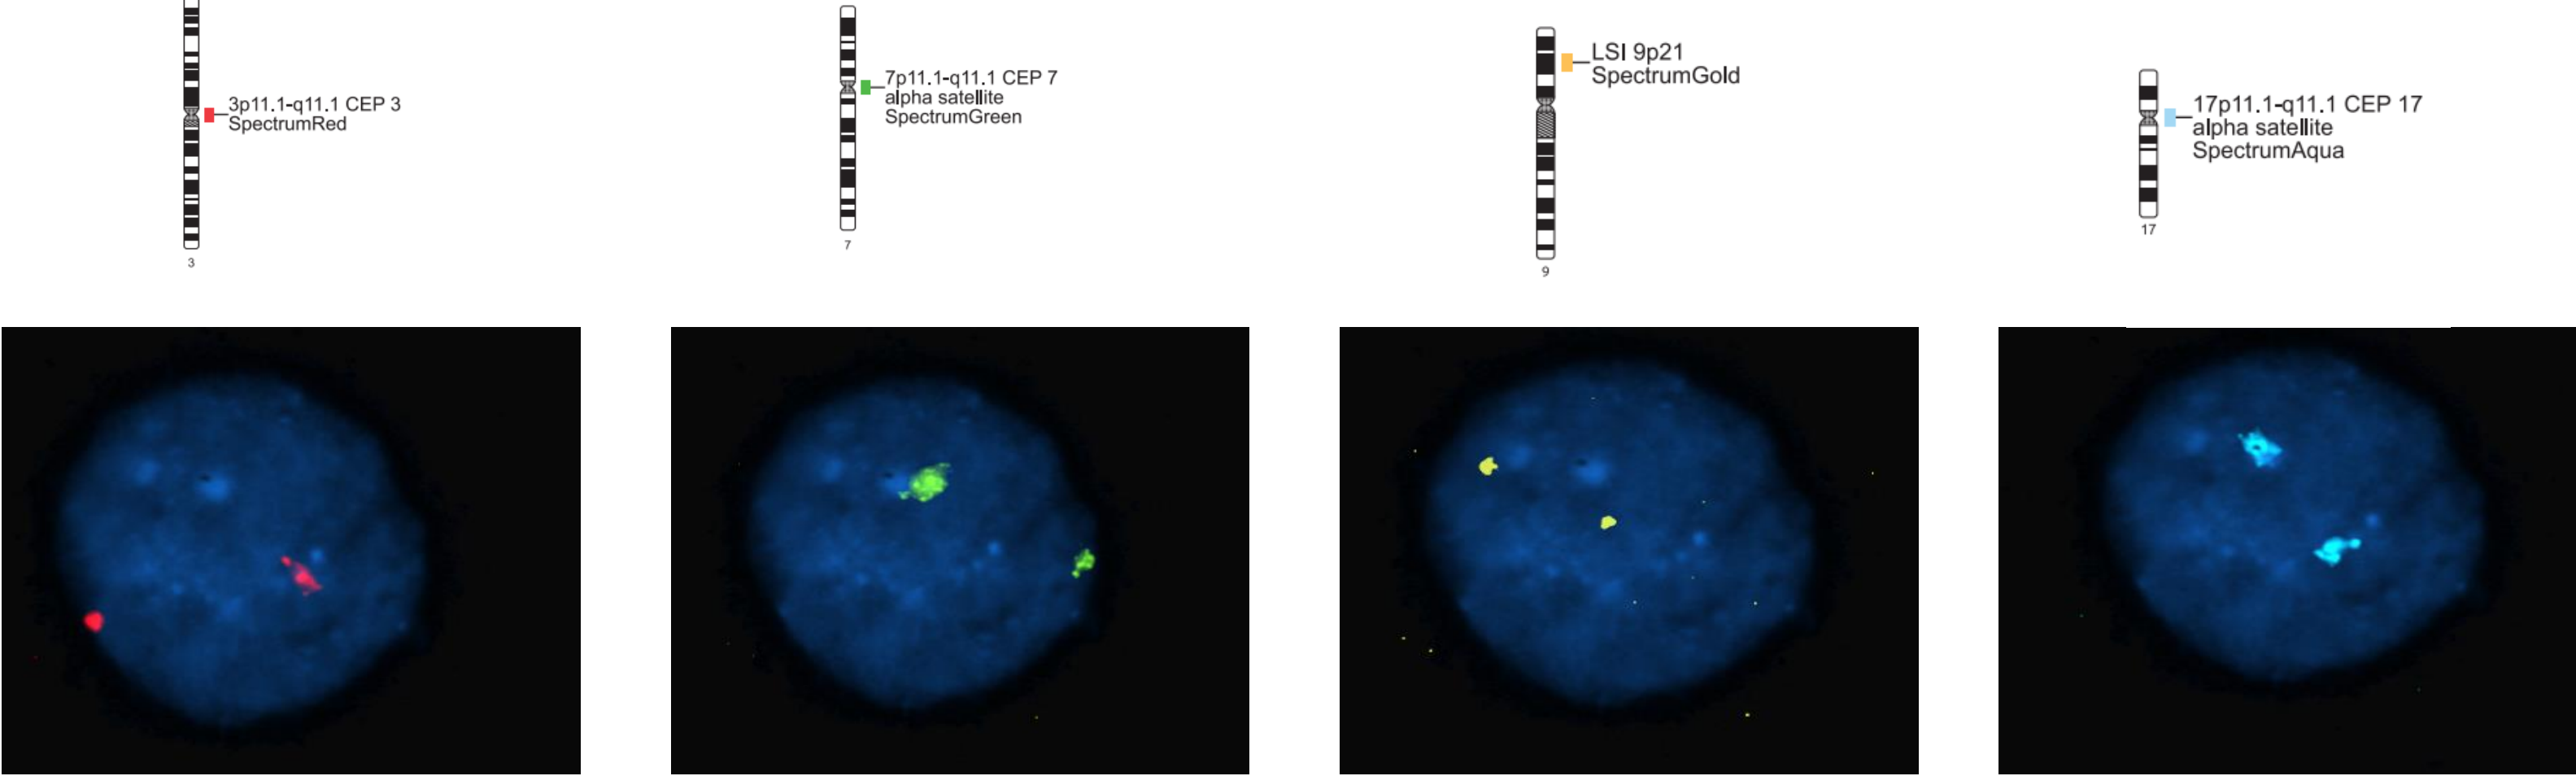 3p11.1-q11.1 CEP 3
SpectrumRed
3
7p11.1-q11.1 CEP 7
alpha satellite
SpectrumGreen
7
LSI 9p21
SpectrumGold
9
17p11.1-q11.1 CEP 17
alpha satellite
SpectrumAqua
17